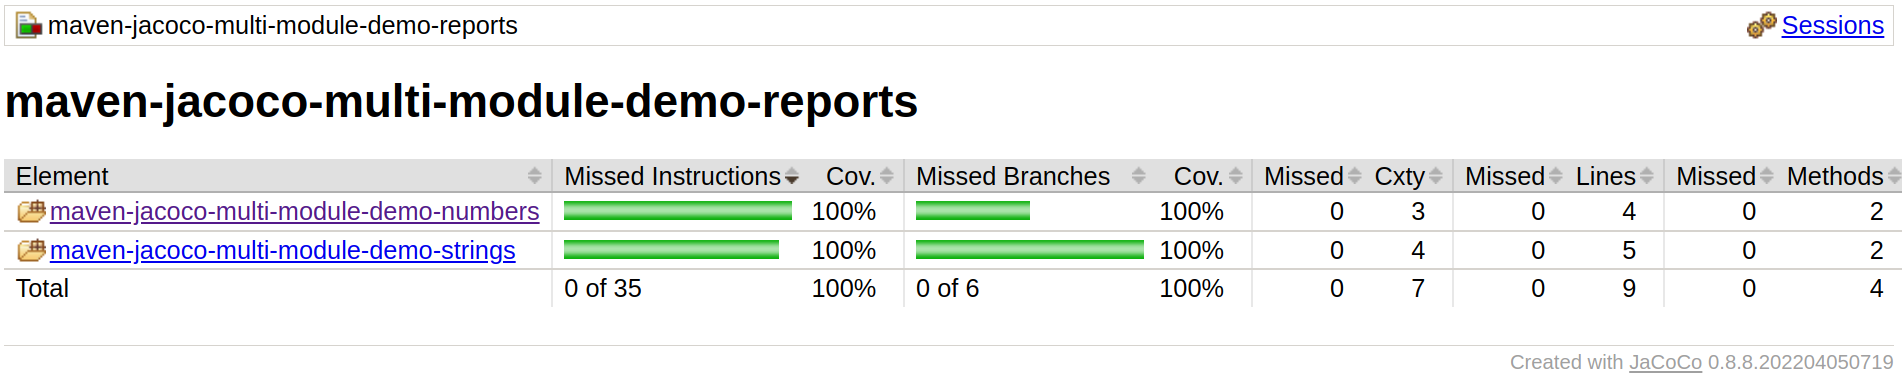 maven-jacoco-multi-module-demo-reports Sessions
maven-jacoco-multi-module-demo-reports
Element Missed Instructions Cov. Missed Branches Cov. Missed Cxty Missed Lines Missed Methods
maven-jacoco-multi-module-demo-numbers 100% 100% 0 3 0 4 0 2
maven-jacoco-multi-module-demo-strings 100% 100% 0 4 0 5 0 2
Total 0 of 35 100% 0 of 6 100% 0 7 0 9 0 4
Created with JaCoCo 0.8.8.202204050719